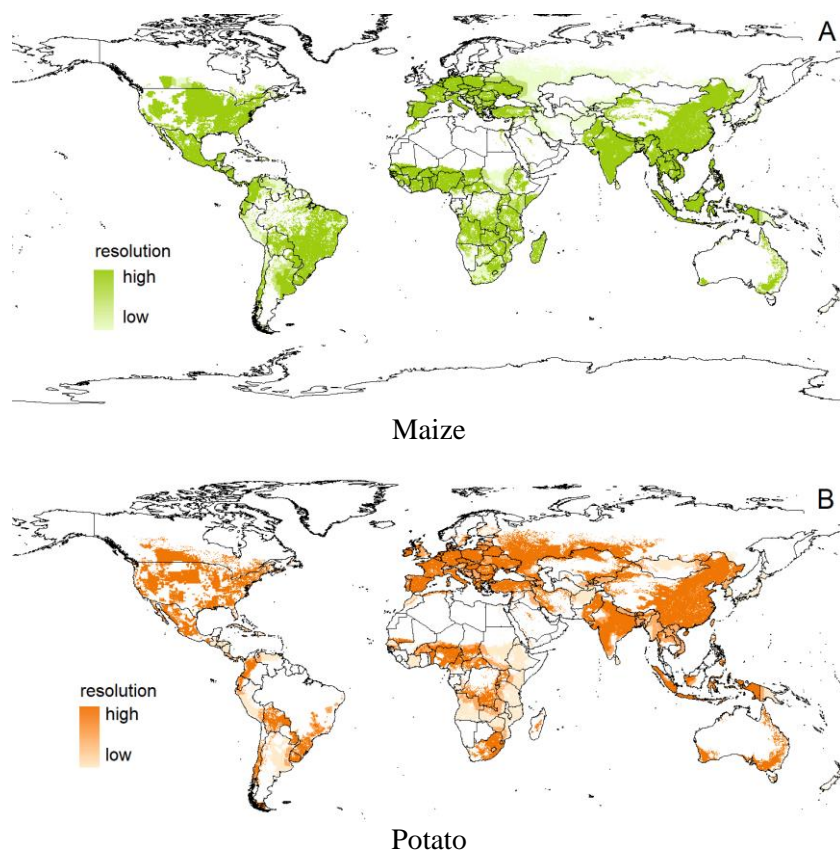 A
resolution
high
low
Maize
B
resolution
high
low
Potato